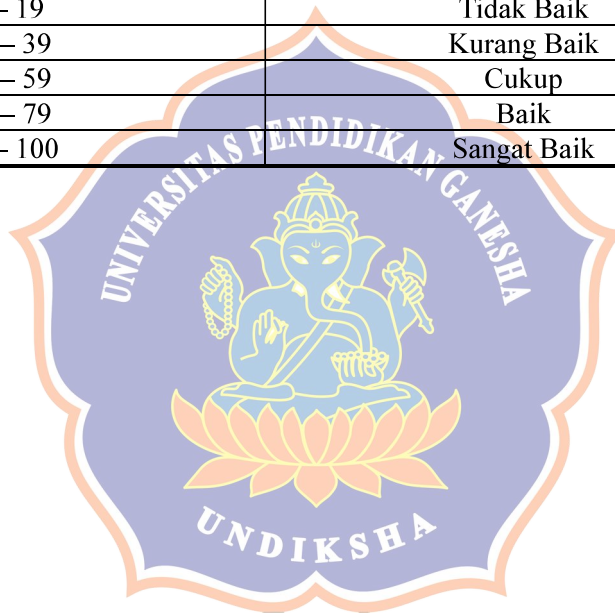 – 19 Tidak Baik
– 39 Kurang Baik
– 59 Cukup
– 79 Baik
– 100 Sangat Baik
UNIVERSITAS PENDIDIKAN GANESHA
UNDIKSHA